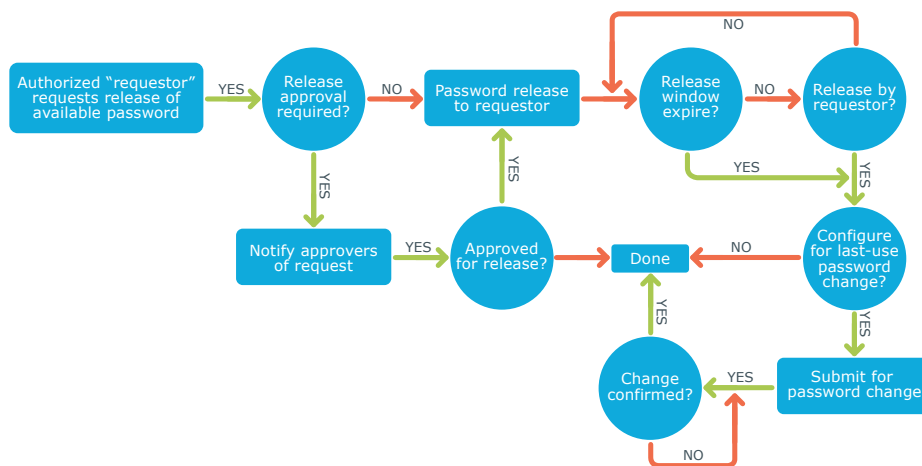 NO
Authorized “requestor”
requests release of
available password
YES
Release
approval
required?
NO
Password release
to requestor
Release
window
expire?
NO
Release by
requestor?
YES
YES
YES
YES
Notify approvers
of request
YES
Approved
for release?
Done
NO
Configure
for last-use
password
change?
YES
YES
Change
confirmed?
YES
Submit for
password change
NO